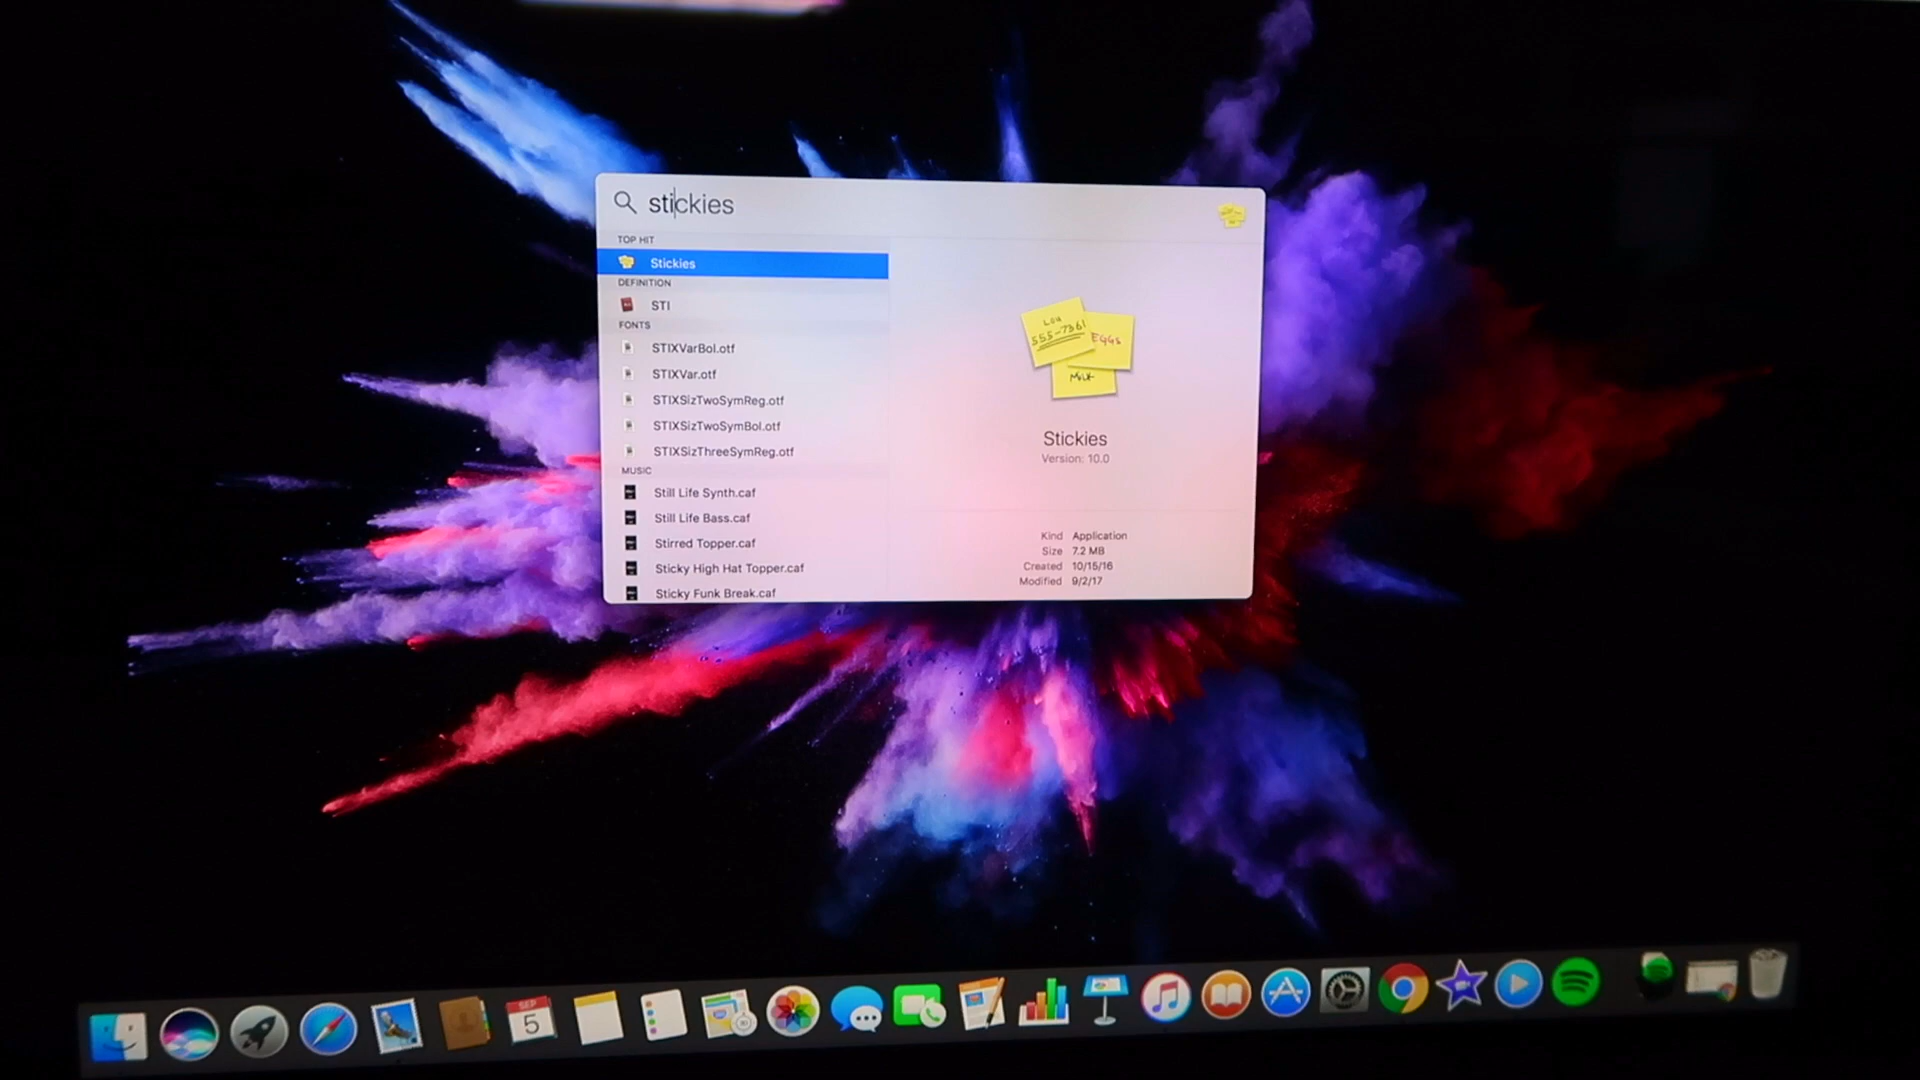 stickies
TOP HIT
Stickies
DEFINITION
STI
FONTS
STIXVarBol.otf
STIXVar.otf
STIXSizTwoSymReg.otf
STIXSizTwoSymBol.otf
STIXSizThreeSymReg.otf
MUSIC
Still Life Synth.caf
Still Life Bass.caf
Stirred Topper.caf
Sticky High Hat Topper.caf
Sticky Funk Break.caf
555-7361
EGGS
MILK
Stickies
Version: 10.0
Kind Application
Size 7.2 MB
Created 10/15/16
Modified 9/2/17
SEP
5